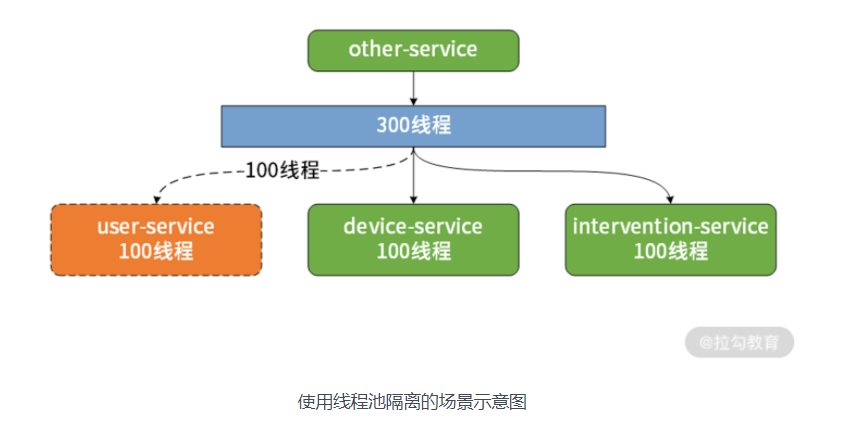 other-service
300线程
100线程
user-service
100线程
device-service
100线程
intervention-service
100线程
@拉勾教育
使用线程池隔离的场景示意图